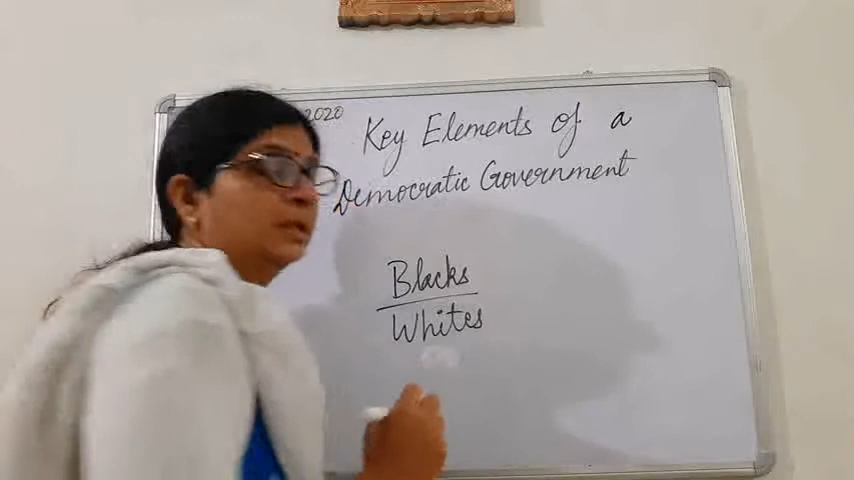 2020
Key Elements of a
Democratic Government
Blacks
Whites